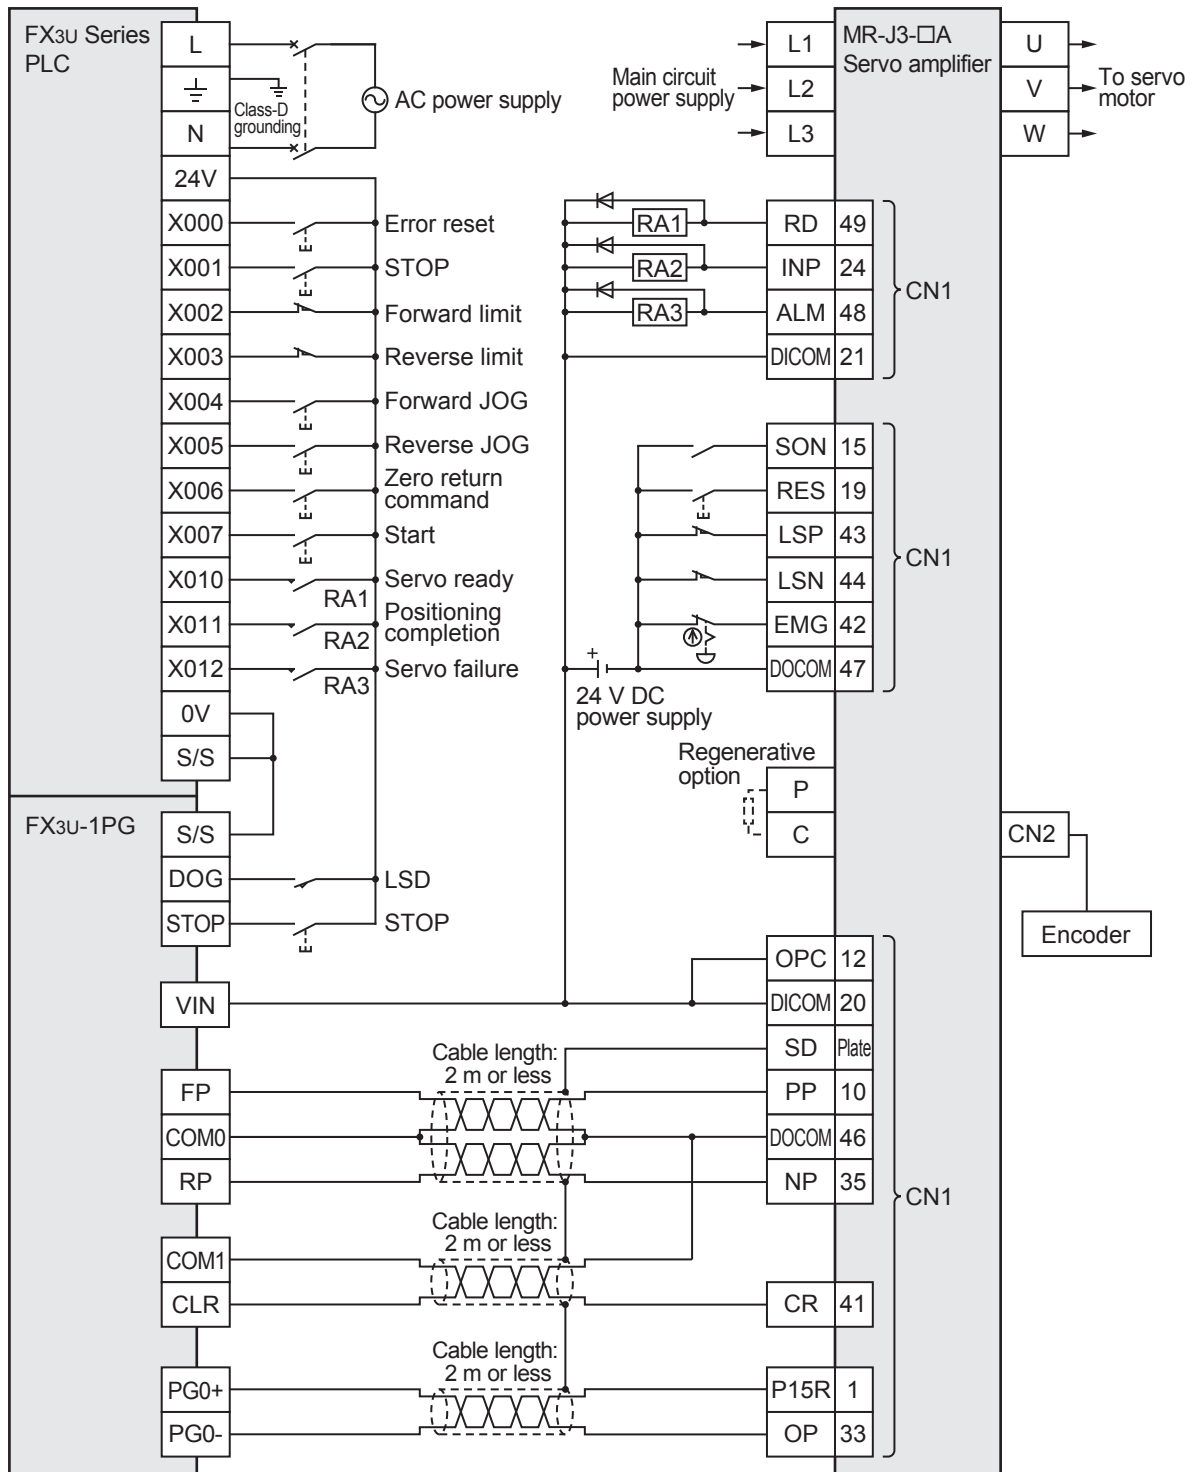 FX3U Series
PLC
L
N
Class-D
grounding
AC power supply
24V
X000
Error reset
X001
STOP
X002
Forward limit
X003
Reverse limit
X004
Forward JOG
X005
Reverse JOG
X006
Zero return
command
X007
Start
X010
RA1
Servo ready
X011
RA2
Positioning
completion
X012
RA3
Servo failure
0V
S/S
FX3U-1PG
S/S
DOG
LSD
STOP
STOP
VIN
FP
COM0
RP
COM1
CLR
PG0+
PG0-
Cable length:
2 m or less
Cable length:
2 m or less
Cable length:
2 m or less
Main circuit
power supply
L1
L2
L3
MR-J3-□A
Servo amplifier
U
V
W
To servo
motor
RA1
RD 49
RA2
INP 24
RA3
ALM 48
DICOM 21
CN1
SON 15
RES 19
LSP 43
LSN 44
EMG 42
DOCOM 47
CN1
+
24 V DC
power supply
Regenerative
option
P
C
CN2
Encoder
OPC 12
DICOM 20
SD Plate
PP 10
DOCOM 46
NP 35
CR 41
P15R 1
OP 33
CN1